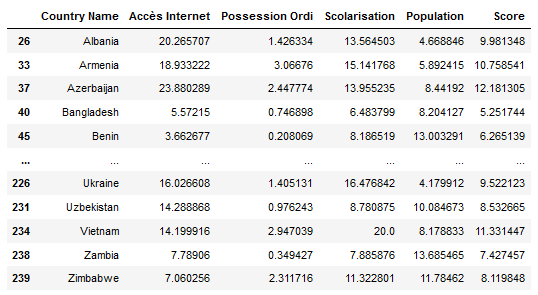 Country Name Accès Internet Possession Ordi Scolarisation Population Score
26 Albania 20.265707 1.426334 13.564503 4.668846 9.981348
33 Armenia 18.933222 3.06676 15.141768 5.892415 10.758541
37 Azerbaijan 23.880289 2.447774 13.955235 8.44192 12.181305
40 Bangladesh 5.57215 0.746898 6.483799 8.204127 5.251744
45 Benin 3.662677 0.208069 8.186519 13.003291 6.265139
... ... ... ... ... ... ...
226 Ukraine 16.026608 1.405131 16.476842 4.179912 9.522123
231 Uzbekistan 14.288868 0.976243 8.780875 10.084673 8.532665
234 Vietnam 14.199916 2.947039 20.0 8.178833 11.331447
238 Zambia 7.78906 0.349427 7.885876 13.685465 7.427457
239 Zimbabwe 7.060256 2.311716 11.322801 11.78462 8.119848